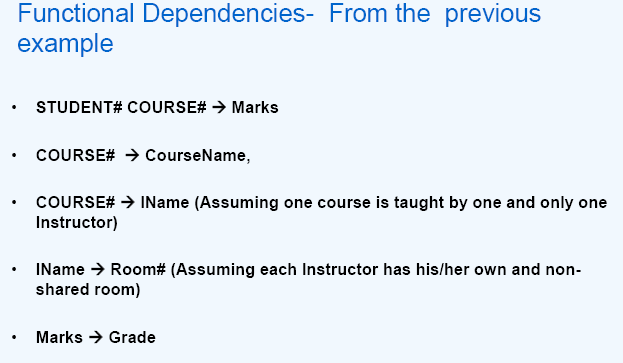 Functional Dependencies-  From the  previous
example
• STUDENT# COURSE# → Marks
• COURSE#  → CourseName,
• COURSE# → IName (Assuming one course is taught by one and only one
Instructor)
• IName → Room# (Assuming each Instructor has his/her own and non-
shared room)
• Marks → Grade